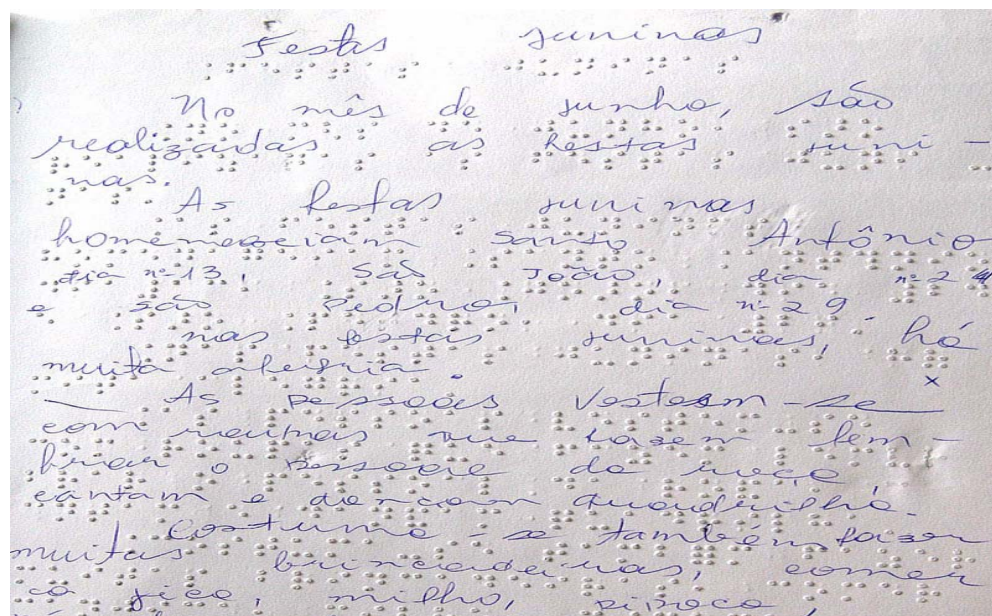 Festas juninas
No mês de junho, são
realizadas as festas juni-
nas.
As festas juninas
homenageiam Santo Antônio
dia nº 13, São João, dia nº 24
e são Pedro, dia nº 29.
nas festas juninas, há
muita alegria.
As pessoas vestem-se
com roupas que fazem lem-
brar o pessoal da roça,
cantam e dançam quadrilha.
Costuma-se também fazer
muitas brincadeiras, comer
milho, pipoca,